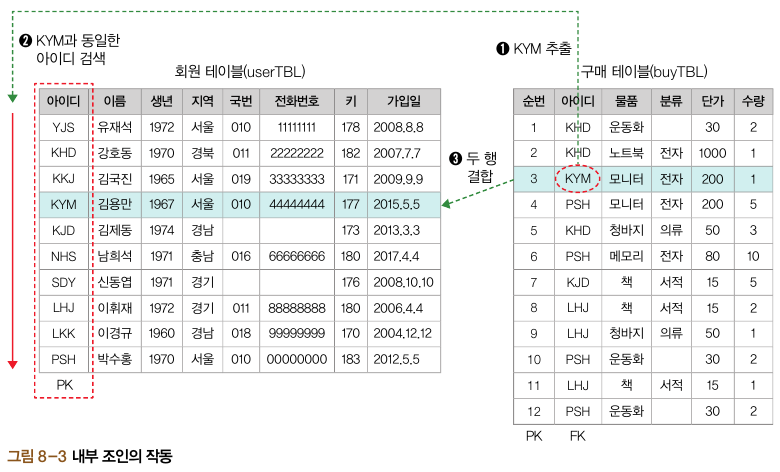 ❷ KYM과 동일한
아이디 검색
❶ KYM 추출
회원 테이블(userTBL)
아이디 이름 생년 지역 국번 전화번호 키 가입일
YJS 유재석 1972 서울 010 11111111 178 2008.8.8
KHD 강호동 1970 경북 011 22222222 182 2007.7.7
KKJ 김국진 1965 서울 019 33333333 171 2009.9.9
KYM 김용만 1967 서울 010 44444444 177 2015.5.5
KJD 김제동 1974 경남 173 2013.3.3
NHS 남희석 1971 충남 016 66666666 180 2017.4.4
SDY 신동엽 1971 경기 176 2008.10.10
LHJ 이휘재 1972 경기 011 88888888 180 2006.4.4
LKK 이경규 1960 경남 018 99999999 170 2004.12.12
PSH 박수홍 1970 서울 010 00000000 183 2012.5.5
PK
❸ 두 행
결합
구매 테이블(buyTBL)
순번 아이디 물품 분류 단가 수량
1 KHD 운동화 30 2
2 KHD 노트북 전자 1000 1
3 KYM 모니터 전자 200 1
4 PSH 모니터 전자 200 5
5 KHD 청바지 의류 50 3
6 PSH 메모리 전자 80 10
7 KJD 책 서적 15 5
8 LHJ 책 서적 15 2
9 LHJ 청바지 의류 50 1
10 PSH 운동화 30 2
11 LHJ 책 서적 15 1
12 PSH 운동화 30 2
PK FK
그림 8-3 내부 조인의 작동